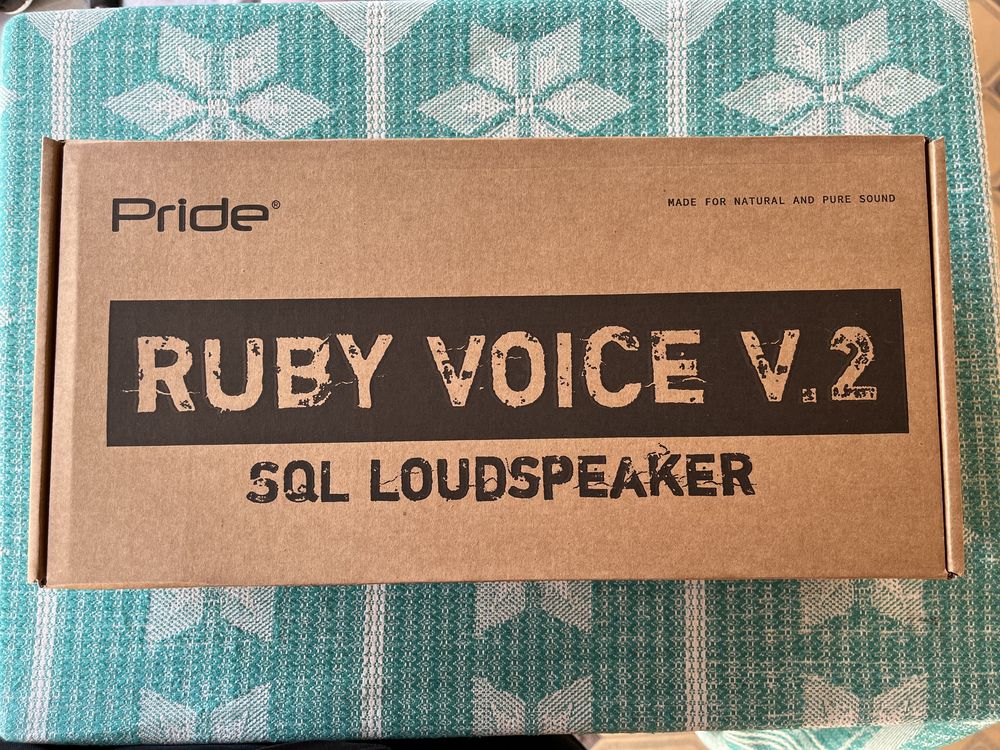 Pride®
MADE FOR NATURAL AND PURE SOUND
RUBY VOICE V.2
SQL LOUDSPEAKER